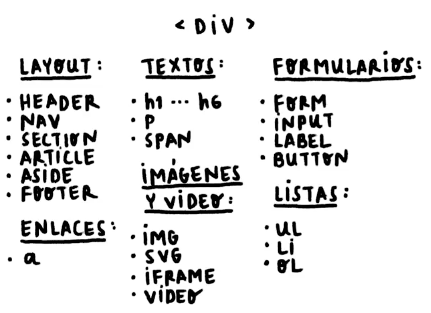 <DiV>
LAYOUT:
· HEADER
· NAV
· SECTION
· ARTICLE
· ASIDE
· FOOTER
ENLACES:
· a
TEXTOS:
· h1 ··· h6
· P
· SPAN
iMÁGENES
Y ViDEO:
· iMG
· SVG
· iFRAME
· ViDEO
FORMULARIOS:
· FORM
· iNPUT
· LABEL
· BUTTON
LiSTAS:
· UL
· Li
· OL